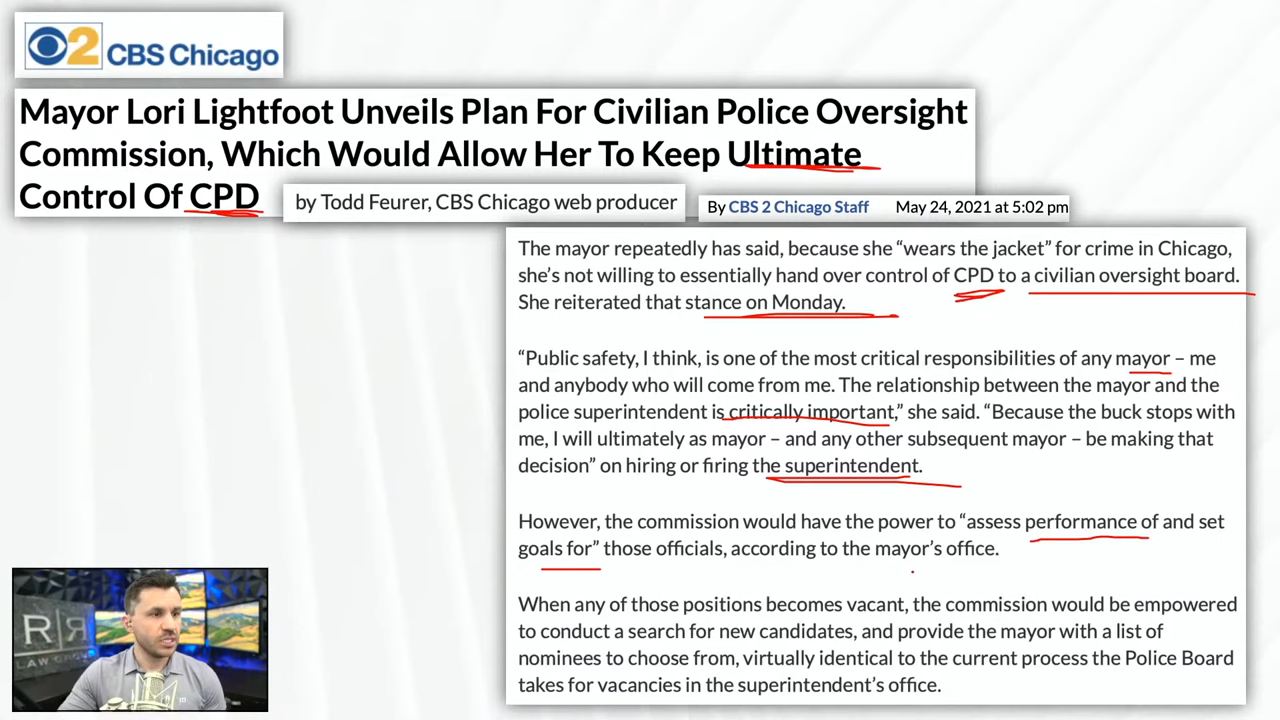 2 CBS Chicago
Mayor Lori Lightfoot Unveils Plan For Civilian Police Oversight
Commission, Which Would Allow Her To Keep Ultimate
Control Of CPD
by Todd Feurer, CBS Chicago web producer
By CBS 2 Chicago Staff May 24, 2021 at 5:02 pm
The mayor repeatedly has said, because she “wears the jacket” for crime in Chicago,
she’s not willing to essentially hand over control of CPD to a civilian oversight board.
She reiterated that stance on Monday.
“Public safety, I think, is one of the most critical responsibilities of any mayor – me
and anybody who will come from me. The relationship between the mayor and the
police superintendent is critically important,” she said. “Because the buck stops with
me, I will ultimately as mayor – and any other subsequent mayor – be making that
decision” on hiring or firing the superintendent.
However, the commission would have the power to “assess performance of and set
goals for” those officials, according to the mayor’s office.
When any of those positions becomes vacant, the commission would be empowered
to conduct a search for new candidates, and provide the mayor with a list of
nominees to choose from, virtually identical to the current process the Police Board
takes for vacancies in the superintendent’s office.
R R
LAW GRO